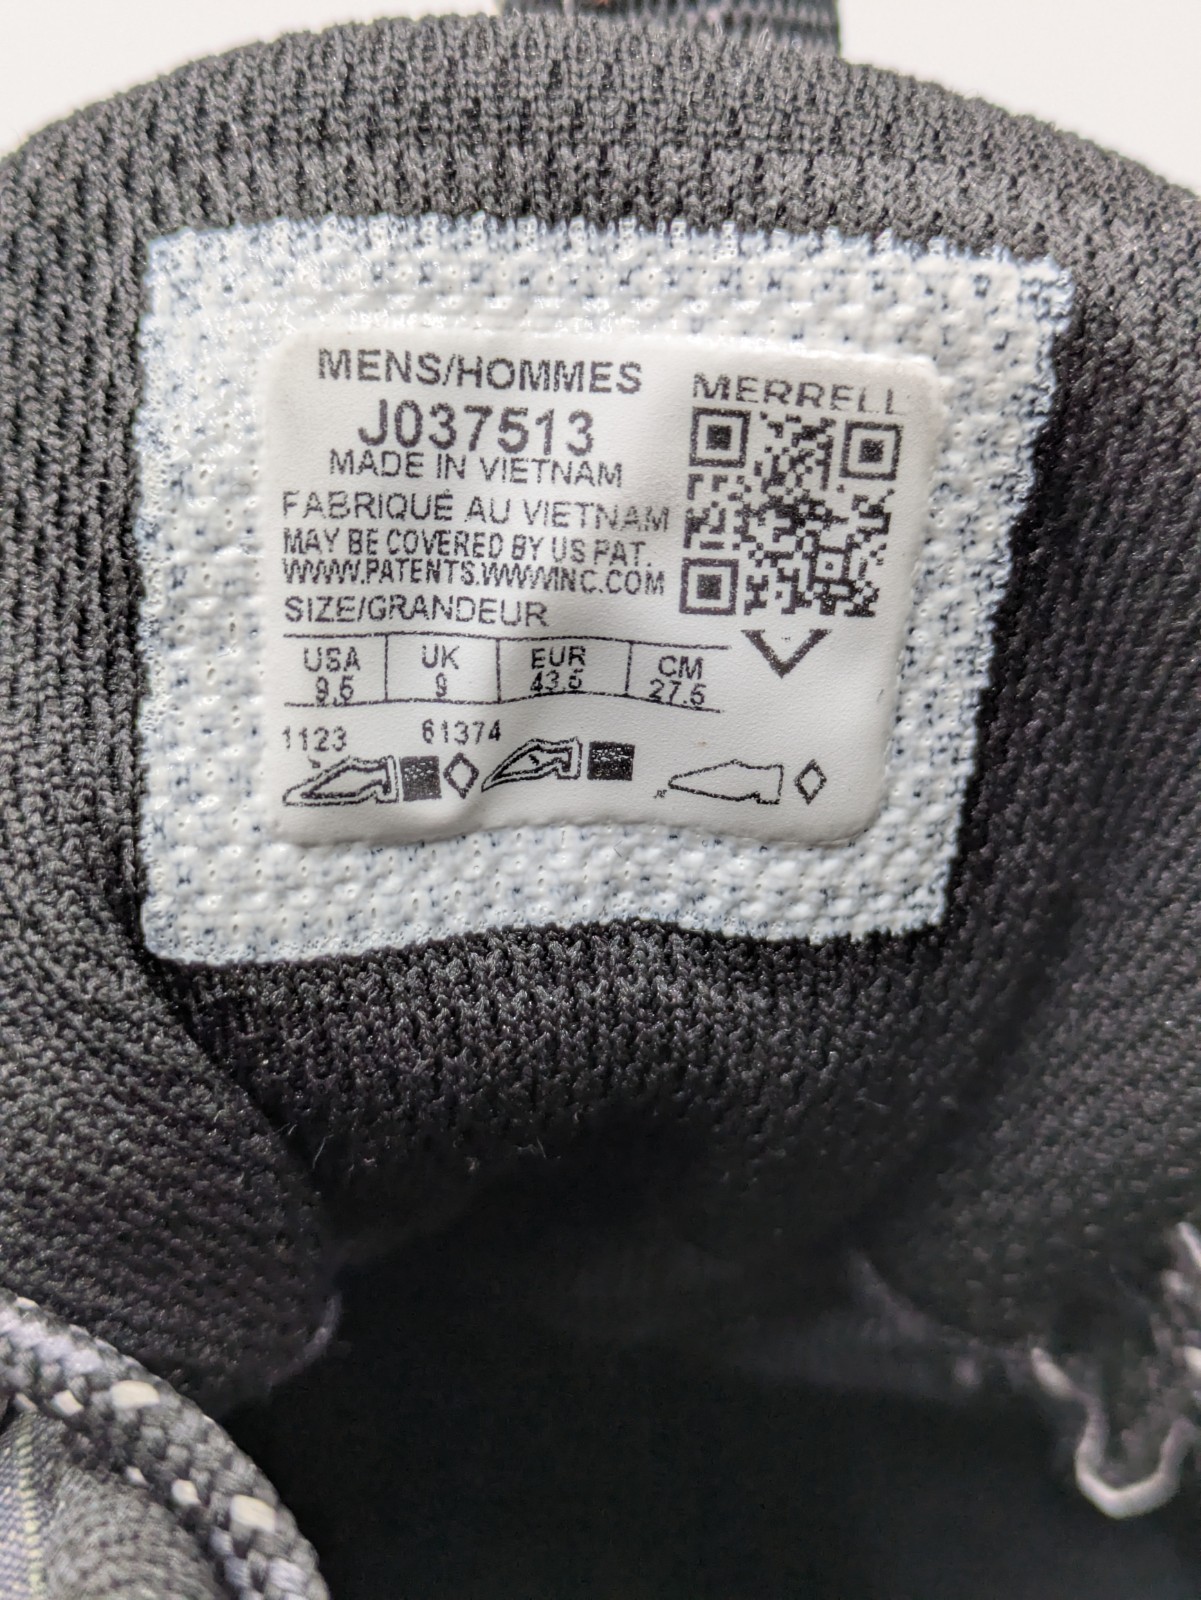 MENS/HOMMES
MERRELL
J037513
MADE IN VIETNAM
FABRIQUÉ AU VIETNAM
MAY BE COVERED BY US PAT.
WWW.PATENTS.WWWINC.COM
SIZE/GRANDEUR
USA UK EUR CM
9.5 9 43.5 27.5
1123 61374